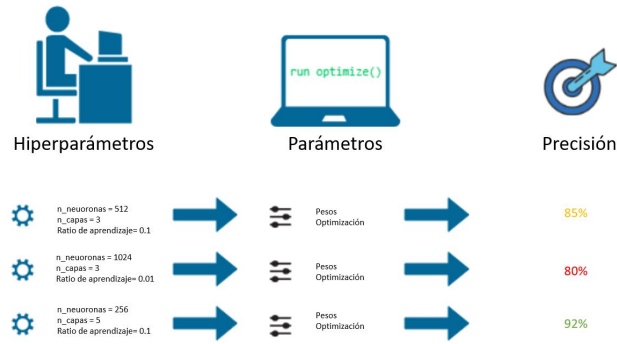 run optimize()
Hiperparámetros
Parámetros
Precisión
n_neuoronas = 512
n_capas = 3
Ratio de aprendizaje= 0.1
Pesos
Optimización
85%
n_neuoronas = 1024
n_capas = 3
Ratio de aprendizaje= 0.01
Pesos
Optimización
80%
n_neuoronas = 256
n_capas = 5
Ratio de aprendizaje= 0.1
Pesos
Optimización
92%